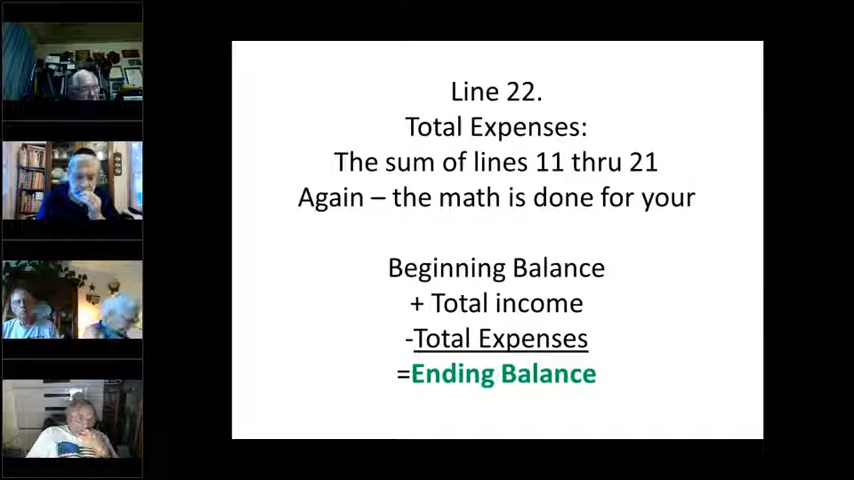 Line 22.
Total Expenses:
The sum of lines 11 thru 21
Again – the math is done for your
Beginning Balance
+ Total income
-Total Expenses
=Ending Balance